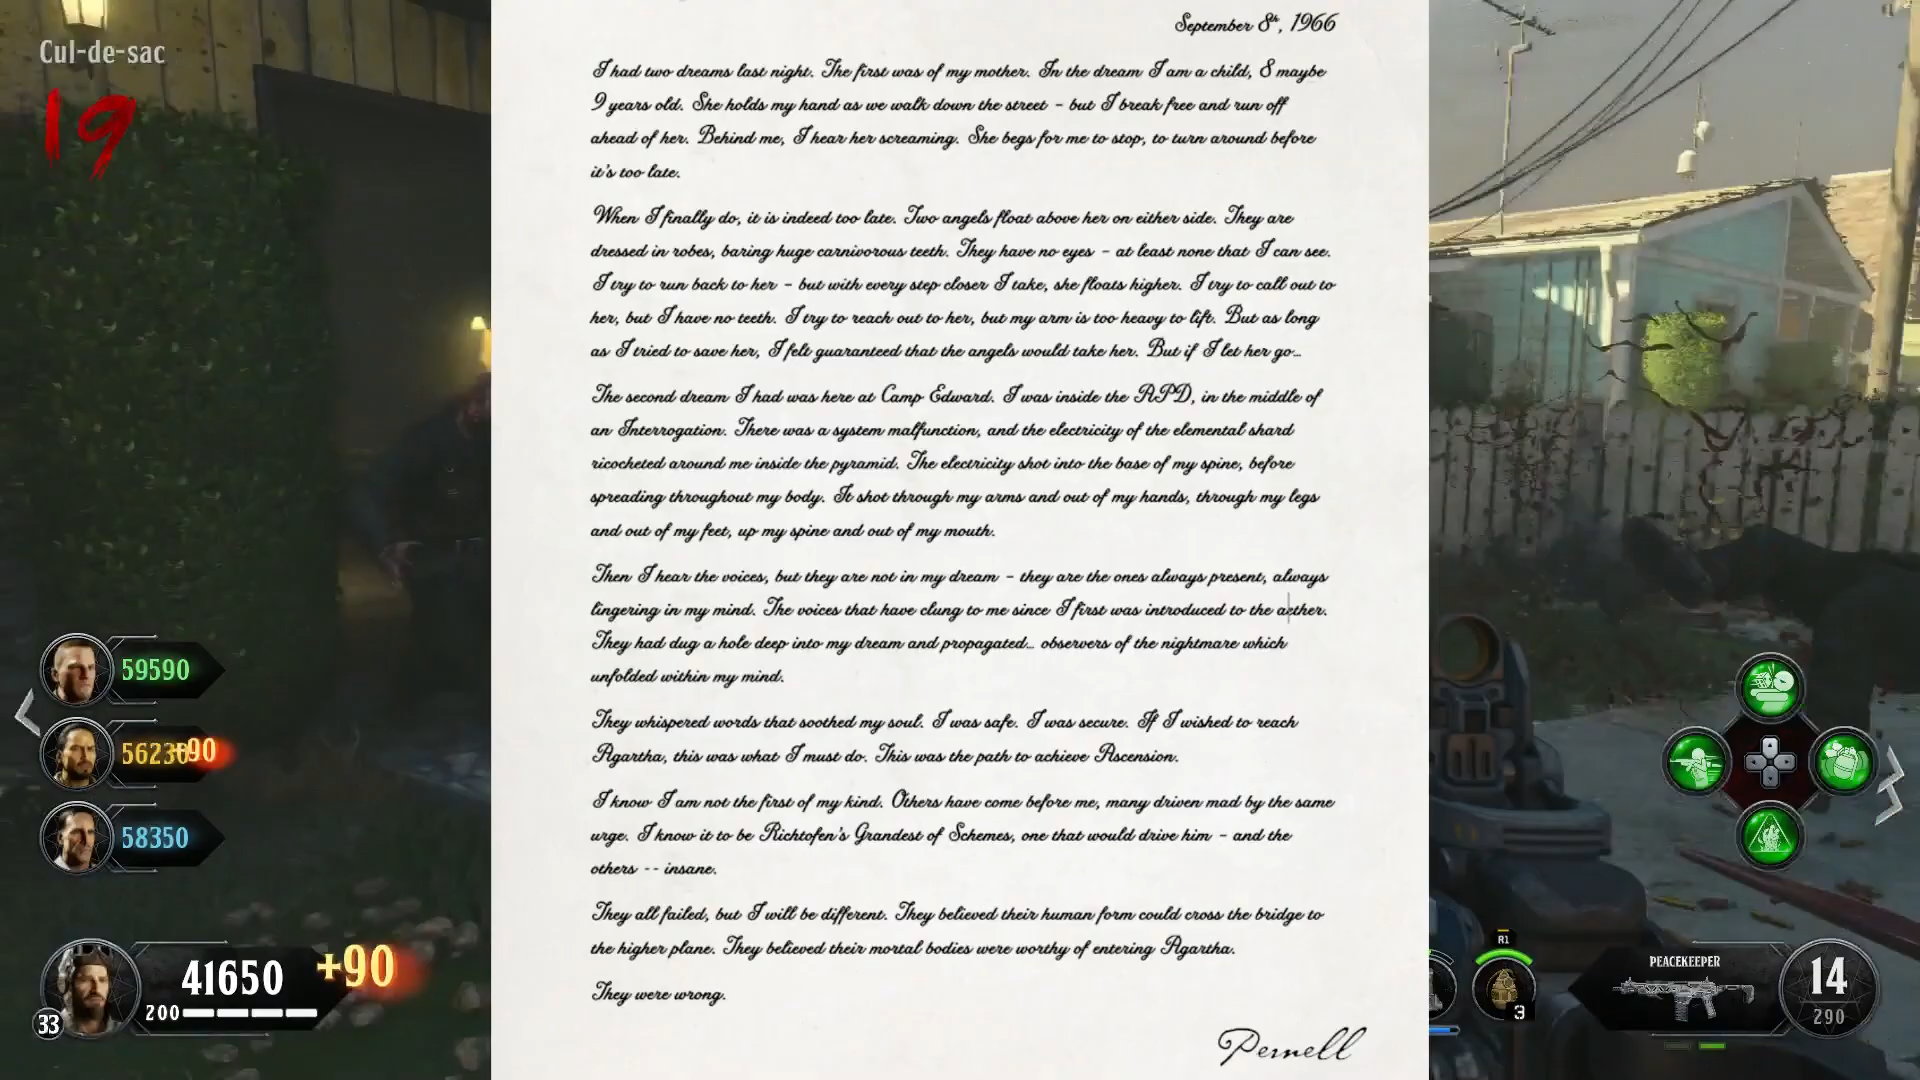 Cul-de-sac
19
September 8th, 1966
I had two dreams last night. The first was of my mother. In the dream I am a child, 8 maybe
9 years old. She holds my hand as we walk down the street - but I break free and run off
ahead of her. Behind me, I hear her screaming. She begs for me to stop, to turn around before
it's too late.
When I finally do, it is indeed too late. Two angels float above her on either side. They are
dressed in robes, baring huge carnivorous teeth. They have no eyes - at least none that I can see.
I try to run back to her - but with every step closer I take, she floats higher. I try to call out to
her, but I have no teeth. I try to reach out to her, but my arm is too heavy to lift. But as long
as I tried to save her, I felt guaranteed that the angels would take her. But if I let her go...
The second dream I had was here at Camp Edward. I was inside the RPD, in the middle of
an Interrogation. There was a system malfunction, and the electricity of the elemental shard
ricocheted around me inside the pyramid. The electricity shot into the base of my spine, before
spreading throughout my body. It shot through my arms and out of my hands, through my legs
and out of my feet, up my spine and out of my mouth.
Then I hear the voices, but they are not in my dream - they are the ones always present, always
lingering in my mind. The voices that have clung to me since I first was introduced to the aether.
They had dug a hole deep into my dream and propagated... observers of the nightmare which
unfolded within my mind.
They whispered words that soothed my soul. I was safe. I was secure. If I wished to reach
Agartha, this was what I must do. This was the path to achieve Ascension.
I know I am not the first of my kind. Others have come before me, many driven mad by the same
urge. I know it to be Richtofen's Grandest of Schemes, one that would drive him - and the
others -- insane.
They all failed, but I will be different. They believed their human form could cross the bridge to
the higher plane. They believed their mortal bodies were worthy of entering Agartha.
They were wrong.
Pernell
59590
56230 +90
58350
41650 +90
200
33
R1
3
PEACEKEEPER
14
290